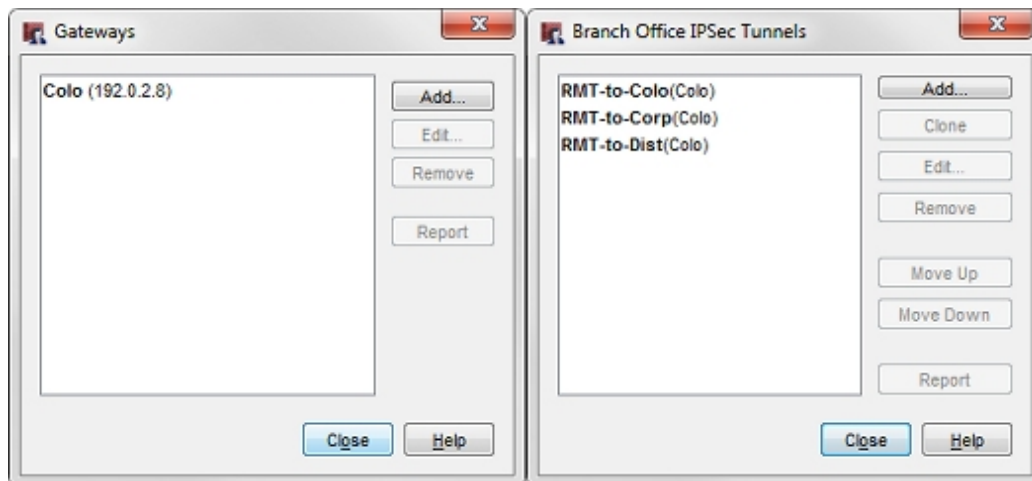 Gateways
Colo (192.0.2.8)
Add...
Edit...
Remove
Report
Close
Help
Branch Office IPSec Tunnels
RMT-to-Colo(Colo)
RMT-to-Corp(Colo)
RMT-to-Dist(Colo)
Add...
Clone
Edit...
Remove
Move Up
Move Down
Report
Close
Help